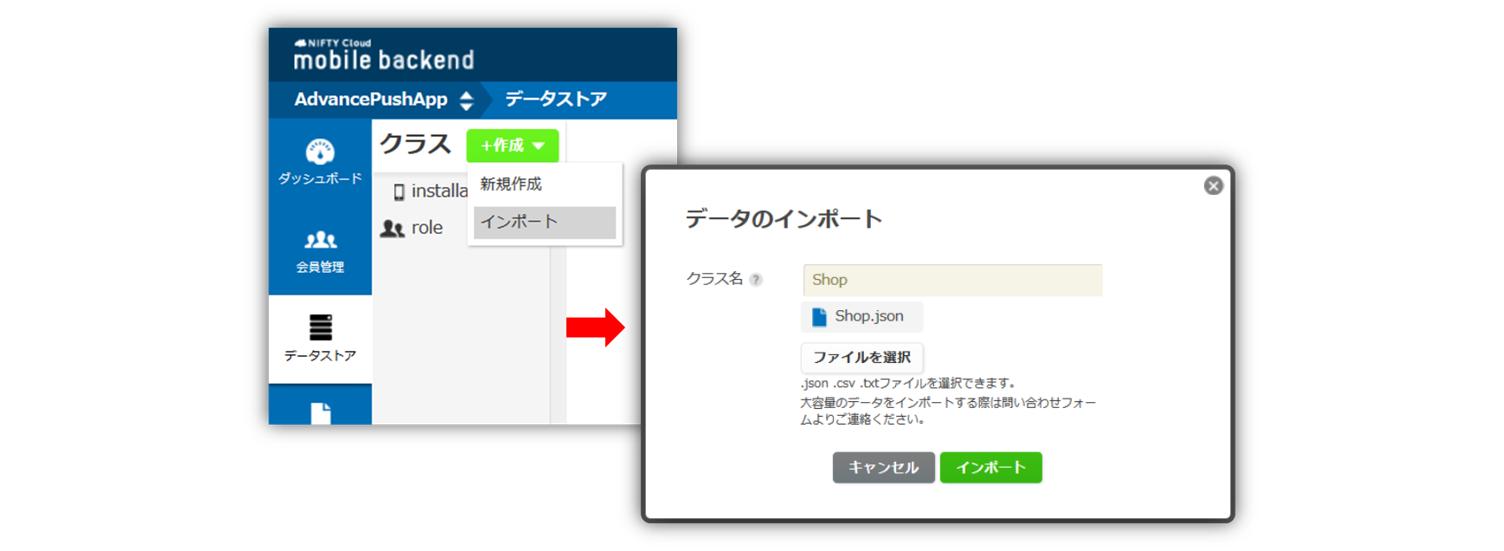 NIFTY Cloud
mobile backend
AdvancePushApp
データストア
クラス
+作成
新規作成
インポート
installa
role
ダッシュボード
会員管理
データストア
データのインポート
クラス名 ?
Shop
Shop.json
ファイルを選択
.json .csv .txtファイルを選択できます。
大容量のデータをインポートする際は問い合わせフォー
ムよりご連絡ください。
キャンセル
インポート